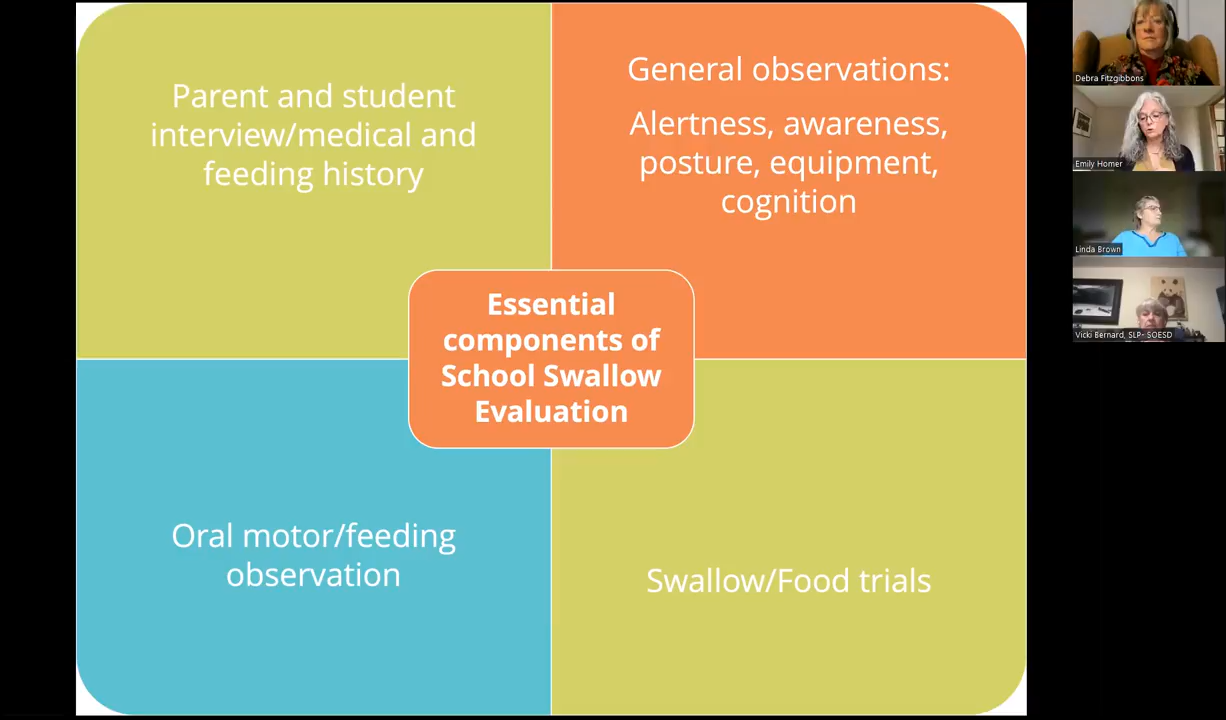 Parent and student
interview/medical and
feeding history
General observations:
Alertness, awareness,
posture, equipment,
cognition
Essential
components of
School Swallow
Evaluation
Oral motor/feeding
observation
Swallow/Food trials
Debra Fitzgibbons
Emily Homer
Linda Brown
Vicki Bernard, SLP- SOESD